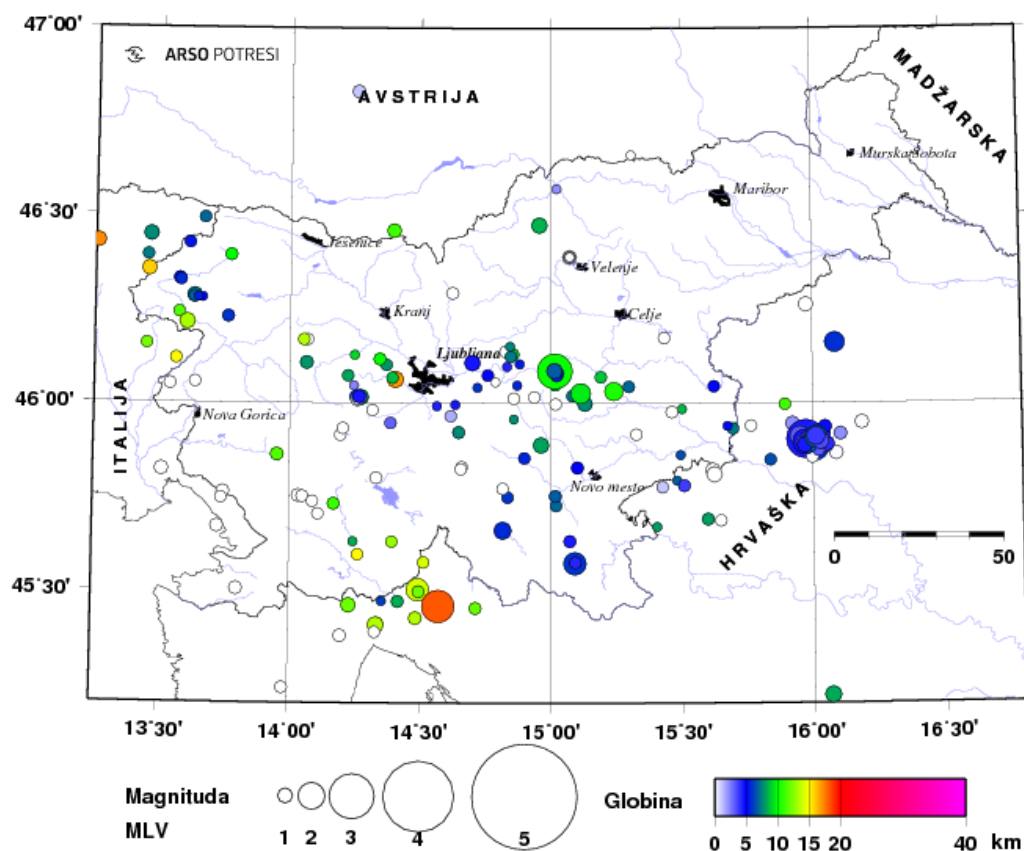 47˚00'
ARSO POTRESI
AVSTRIJA
MADŽARSKA
Murska Sobota
46˚30'
Maribor
Jesenice
Velenje
Kranj
Celje
Ljubljana
46˚00'
Nova Gorica
ITALIJA
Novo mesto
HRVAŠKA
0 50
45˚30'
13˚30' 14˚00' 14˚30' 15˚00' 15˚30' 16˚00' 16˚30'
Magnituda
MLV
1 2 3 4 5
Globina
0 5 10 15 20 40 km